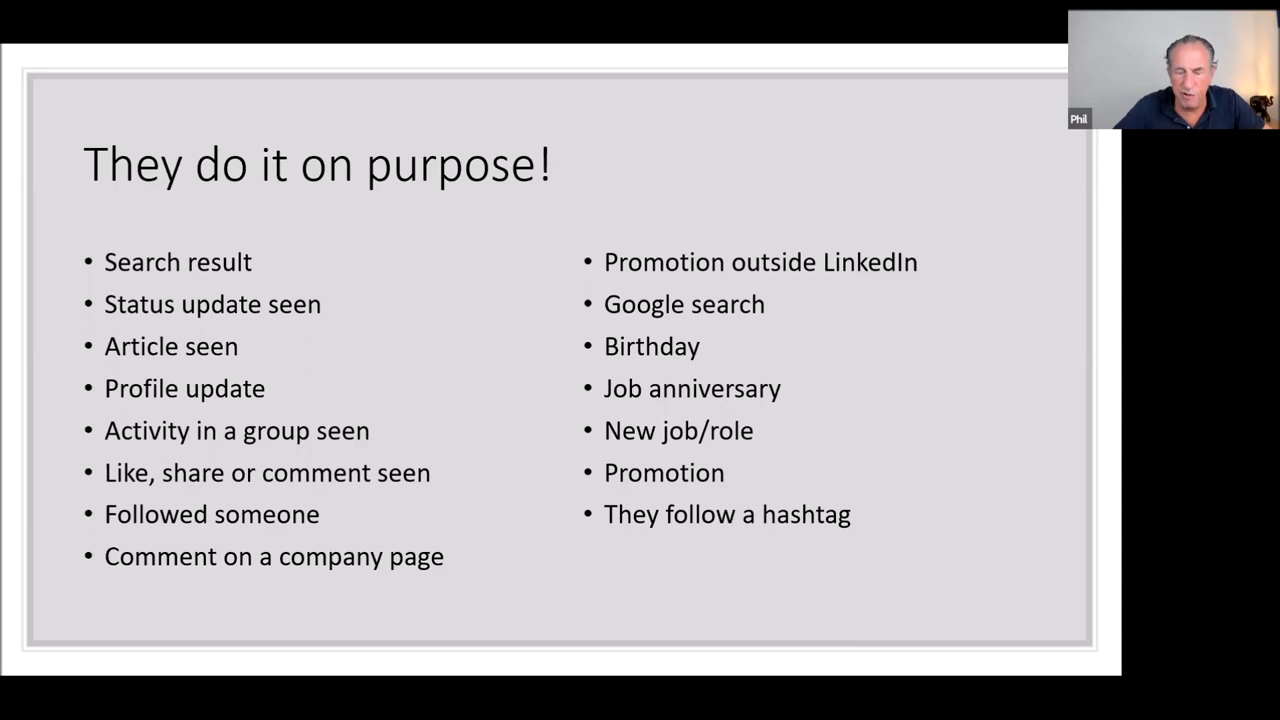 They do it on purpose!
• Search result
• Status update seen
• Article seen
• Profile update
• Activity in a group seen
• Like, share or comment seen
• Followed someone
• Comment on a company page
• Promotion outside LinkedIn
• Google search
• Birthday
• Job anniversary
• New job/role
• Promotion
• They follow a hashtag
Phil